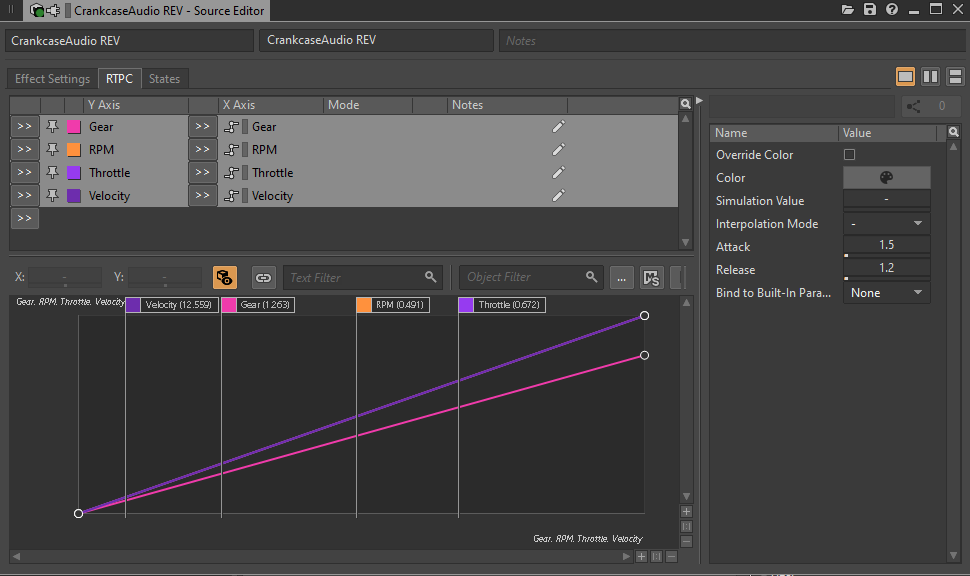 CrankcaseAudio REV - Source Editor
CrankcaseAudio REV
CrankcaseAudio REV
Notes
Effect Settings
RTPC
States
0
Y Axis
X Axis
Mode
Notes
>>
Gear
>>
Gear
>>
RPM
>>
RPM
>>
Throttle
>>
Throttle
>>
Velocity
>>
Velocity
>>
Name
Value
Override Color
Color
Simulation Value
-
Interpolation Mode
-
Attack
1.5
Release
1.2
Bind to Built-In Para...
None
X:
-
Y:
-
Text Filter
Object Filter
...
MS
Gear. RPM. Throttle. Velocity
Velocity (12.559)
Gear (1.263)
RPM (0.491)
Throttle (0.672)
Gear. RPM. Throttle. Velocity